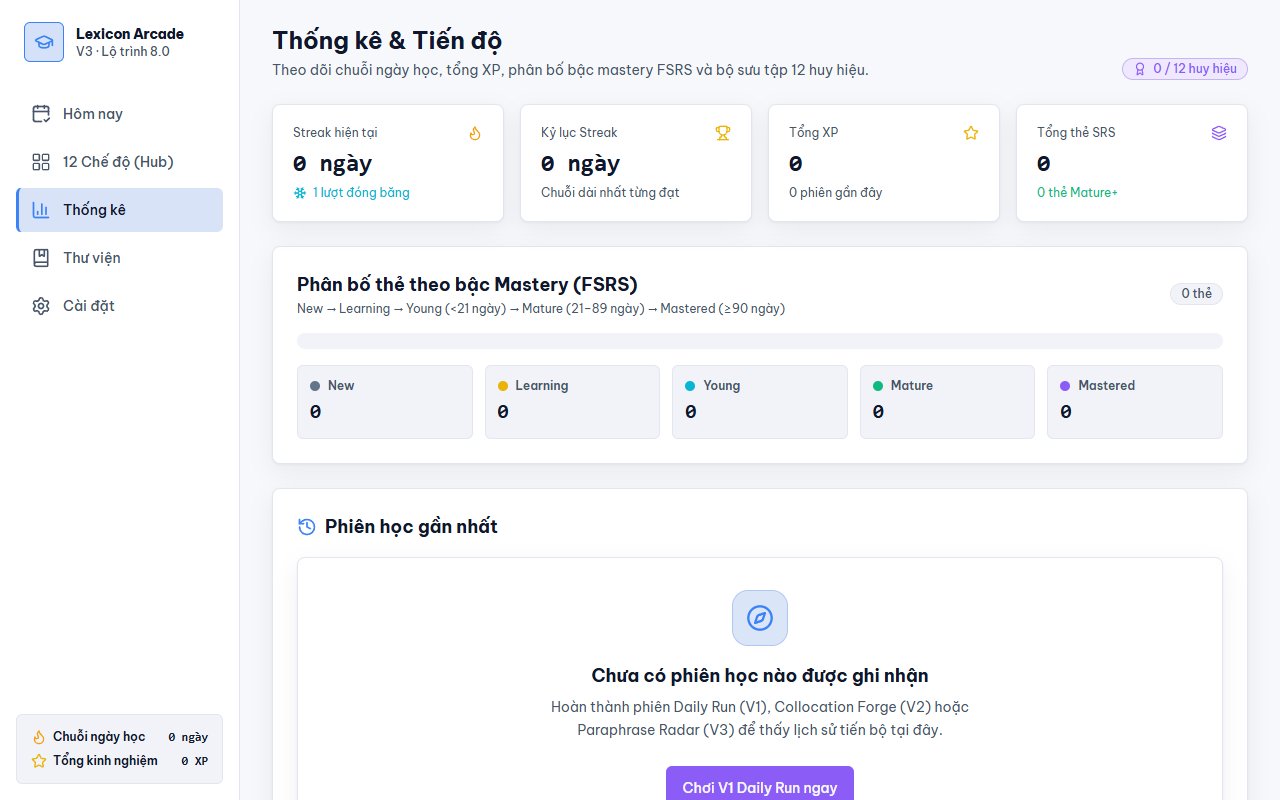 Lexicon Arcade
V3 · Lộ trình 8.0
Hôm nay
12 Chế độ (Hub)
Thống kê
Thư viện
Cài đặt
Chuỗi ngày học 0 ngày
Tổng kinh nghiệm 0 XP
Thống kê & Tiến độ
Theo dõi chuỗi ngày học, tổng XP, phân bố bậc mastery FSRS và bộ sưu tập 12 huy hiệu.
0 / 12 huy hiệu
Streak hiện tại
0 ngày
1 lượt đóng băng
Kỷ lục Streak
0 ngày
Chuỗi dài nhất từng đạt
Tổng XP
0
0 phiên gần đây
Tổng thẻ SRS
0
0 thẻ Mature+
Phân bố thẻ theo bậc Mastery (FSRS)
New → Learning → Young (<21 ngày) → Mature (21–89 ngày) → Mastered (≥90 ngày)
0 thẻ
New
0
Learning
0
Young
0
Mature
0
Mastered
0
Phiên học gần nhất
Chưa có phiên học nào được ghi nhận
Hoàn thành phiên Daily Run (V1), Collocation Forge (V2) hoặc
Paraphrase Radar (V3) để thấy lịch sử tiến bộ tại đây.
Chơi V1 Daily Run ngay